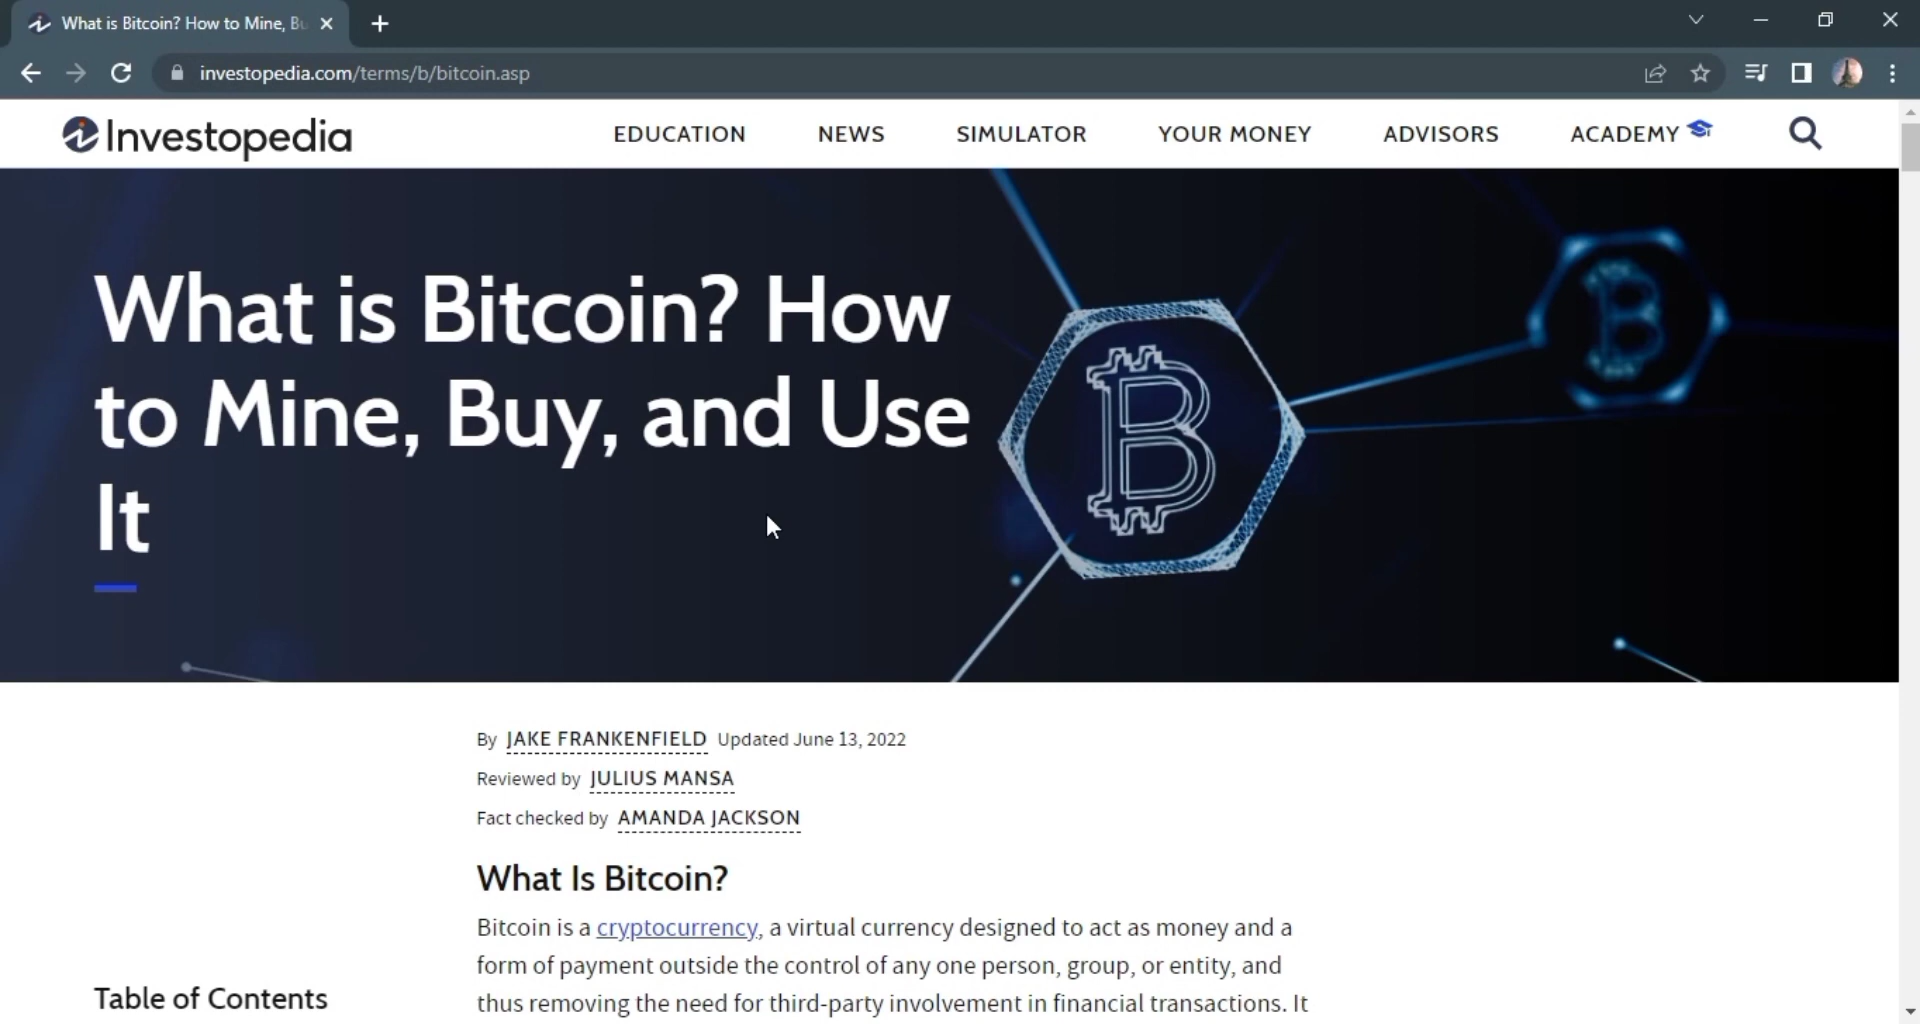 What is Bitcoin? How to Mine, Bu
investopedia.com/terms/b/bitcoin.asp
Investopedia
EDUCATION
NEWS
SIMULATOR
YOUR MONEY
ADVISORS
ACADEMY
What is Bitcoin? How
to Mine, Buy, and Use
It
By JAKE FRANKENFIELD Updated June 13, 2022
Reviewed by JULIUS MANSA
Fact checked by AMANDA JACKSON
What Is Bitcoin?
Bitcoin is a cryptocurrency, a virtual currency designed to act as money and a
form of payment outside the control of any one person, group, or entity, and
thus removing the need for third-party involvement in financial transactions. It
Table of Contents